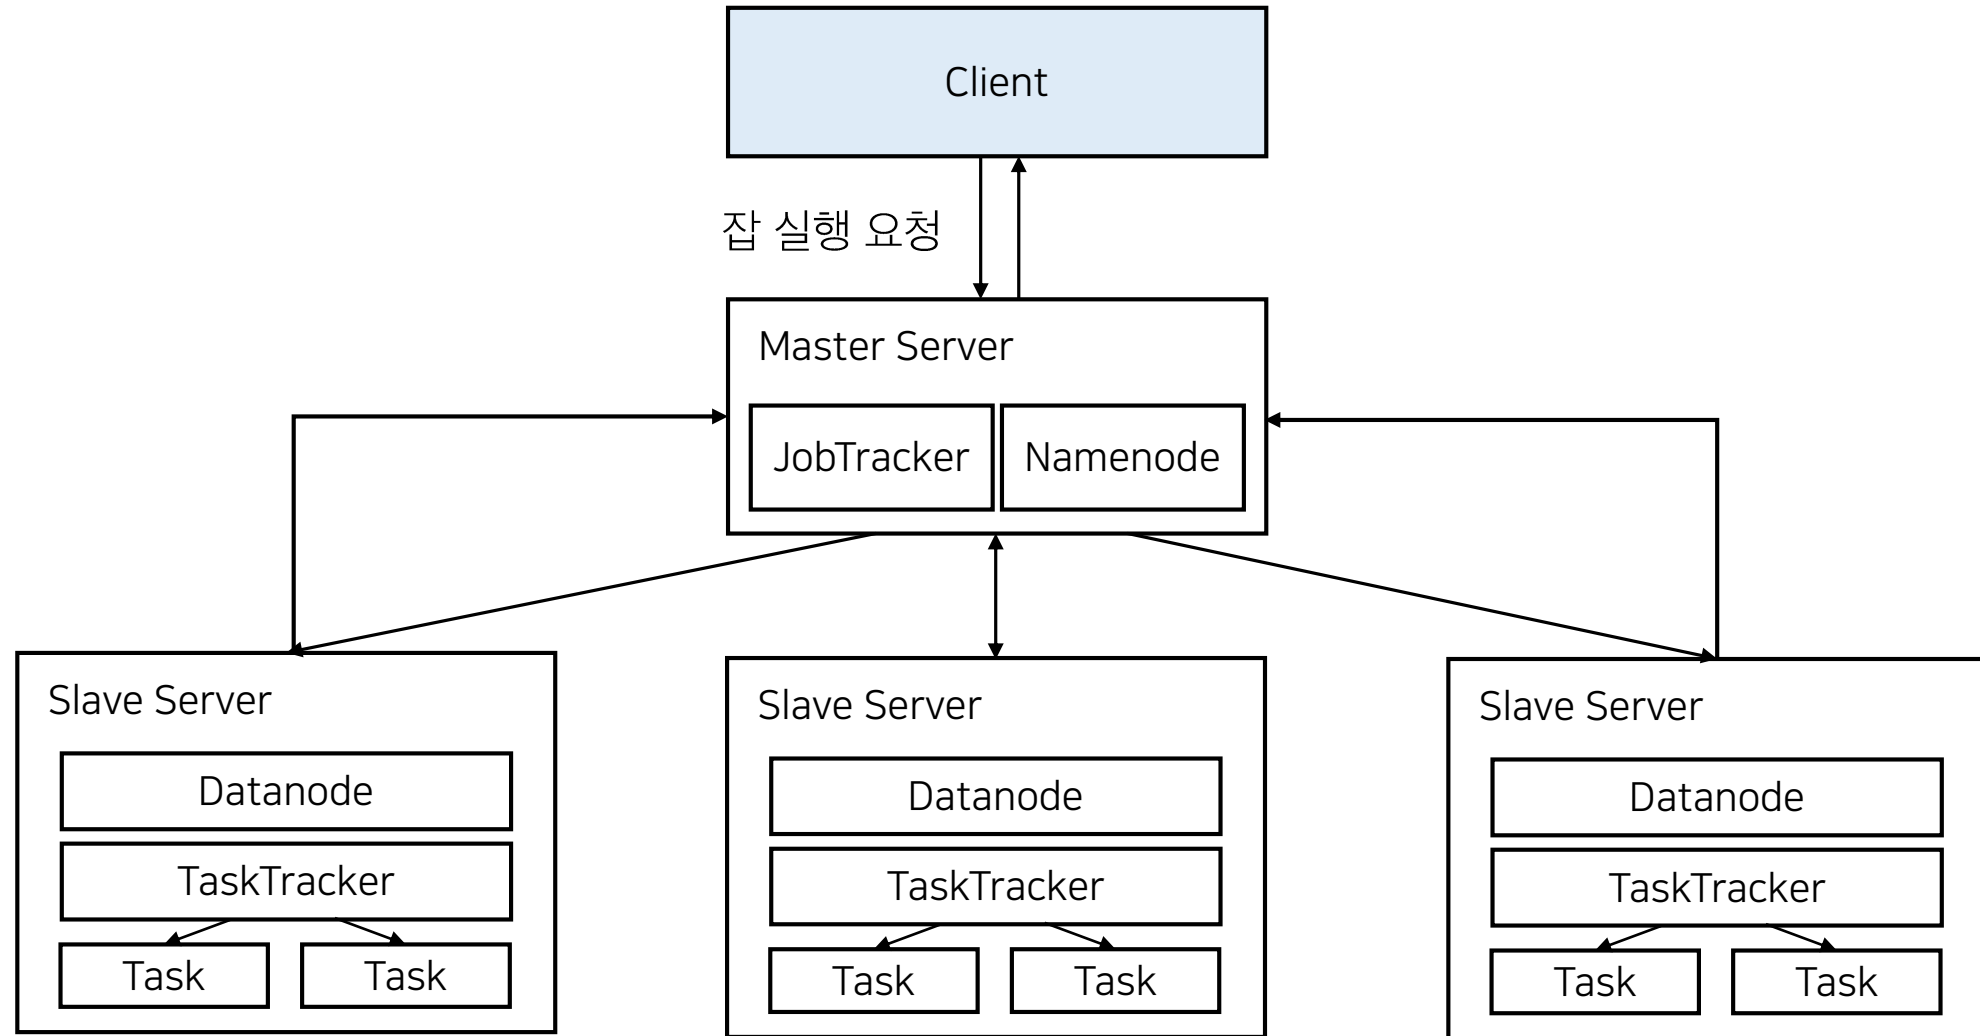 Client
잡 실행 요청
Master Server
JobTracker
Namenode
Slave Server
Datanode
TaskTracker
Task
Task
Slave Server
Datanode
TaskTracker
Task
Task
Slave Server
Datanode
TaskTracker
Task
Task